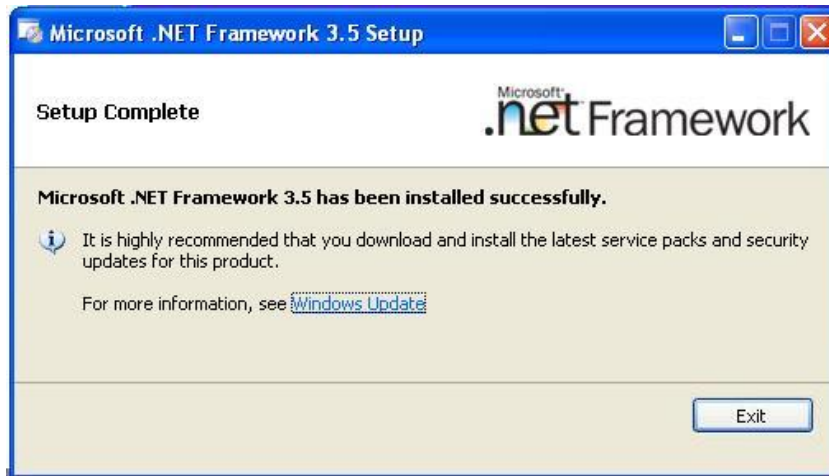 Microsoft .NET Framework 3.5 Setup
Setup Complete
Microsoft
.net Framework
Microsoft .NET Framework 3.5 has been installed successfully.
It is highly recommended that you download and install the latest service packs and security
updates for this product.
For more information, see Windows Update
Exit